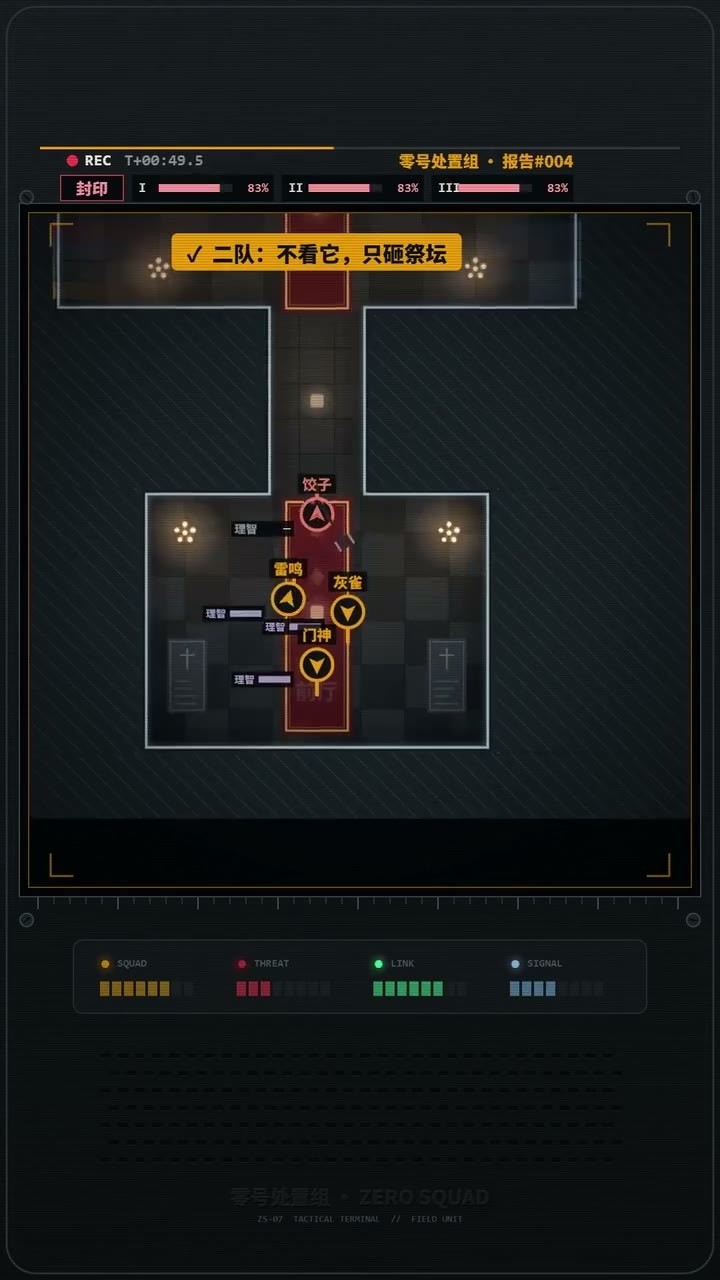 REC T+00:49.5 零号处置组 · 报告#004
封印 I 83% II 83% III 83%
✓ 二队：不看它，只砸祭坛
饺子
理智
雷鸣
灰雀
理智
理智
门神
理智
前厅
SQUAD THREAT LINK SIGNAL
零号处置组 · ZERO SQUAD
ZS-07 TACTICAL TERMINAL // FIELD UNIT